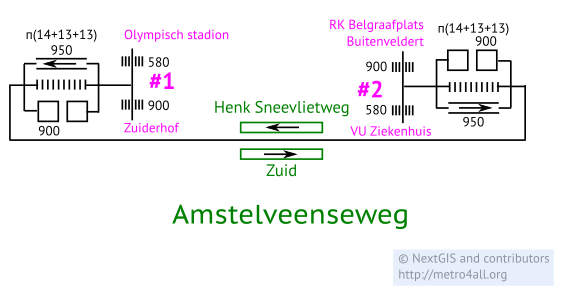 п(14+13+13)
950
900
Olympisch stadion
580
#1
900
Zuiderhof
RK Belgraafplats
Buitenveldert
900
#2
580
VU Ziekenhuis
п(14+13+13)
900
950
Henk Sneevlietweg
Zuid
Amstelveenseweg
© NextGIS and contributors
http://metro4all.org